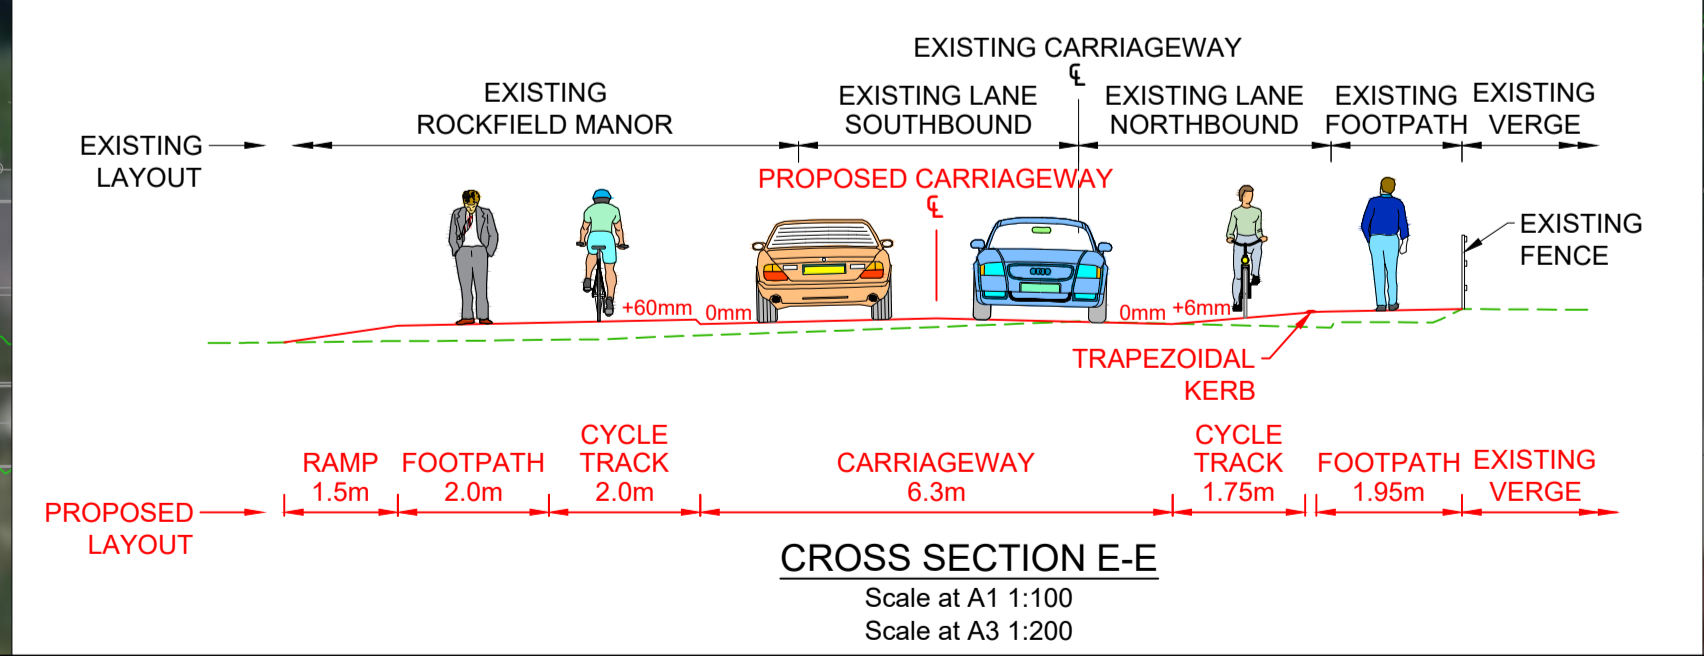 EXISTING CARRIAGEWAY
℄
EXISTING
ROCKFIELD MANOR
EXISTING LANE
SOUTHBOUND
EXISTING LANE
NORTHBOUND
EXISTING
FOOTPATH
EXISTING
VERGE
EXISTING
LAYOUT
PROPOSED CARRIAGEWAY
℄
EXISTING
FENCE
+60mm
0mm
0mm
+6mm
TRAPEZOIDAL
KERB
RAMP
1.5m
FOOTPATH
2.0m
CYCLE
TRACK
2.0m
CARRIAGEWAY
6.3m
CYCLE
TRACK
1.75m
FOOTPATH
1.95m
EXISTING
VERGE
PROPOSED
LAYOUT
CROSS SECTION E-E
Scale at A1 1:100
Scale at A3 1:200